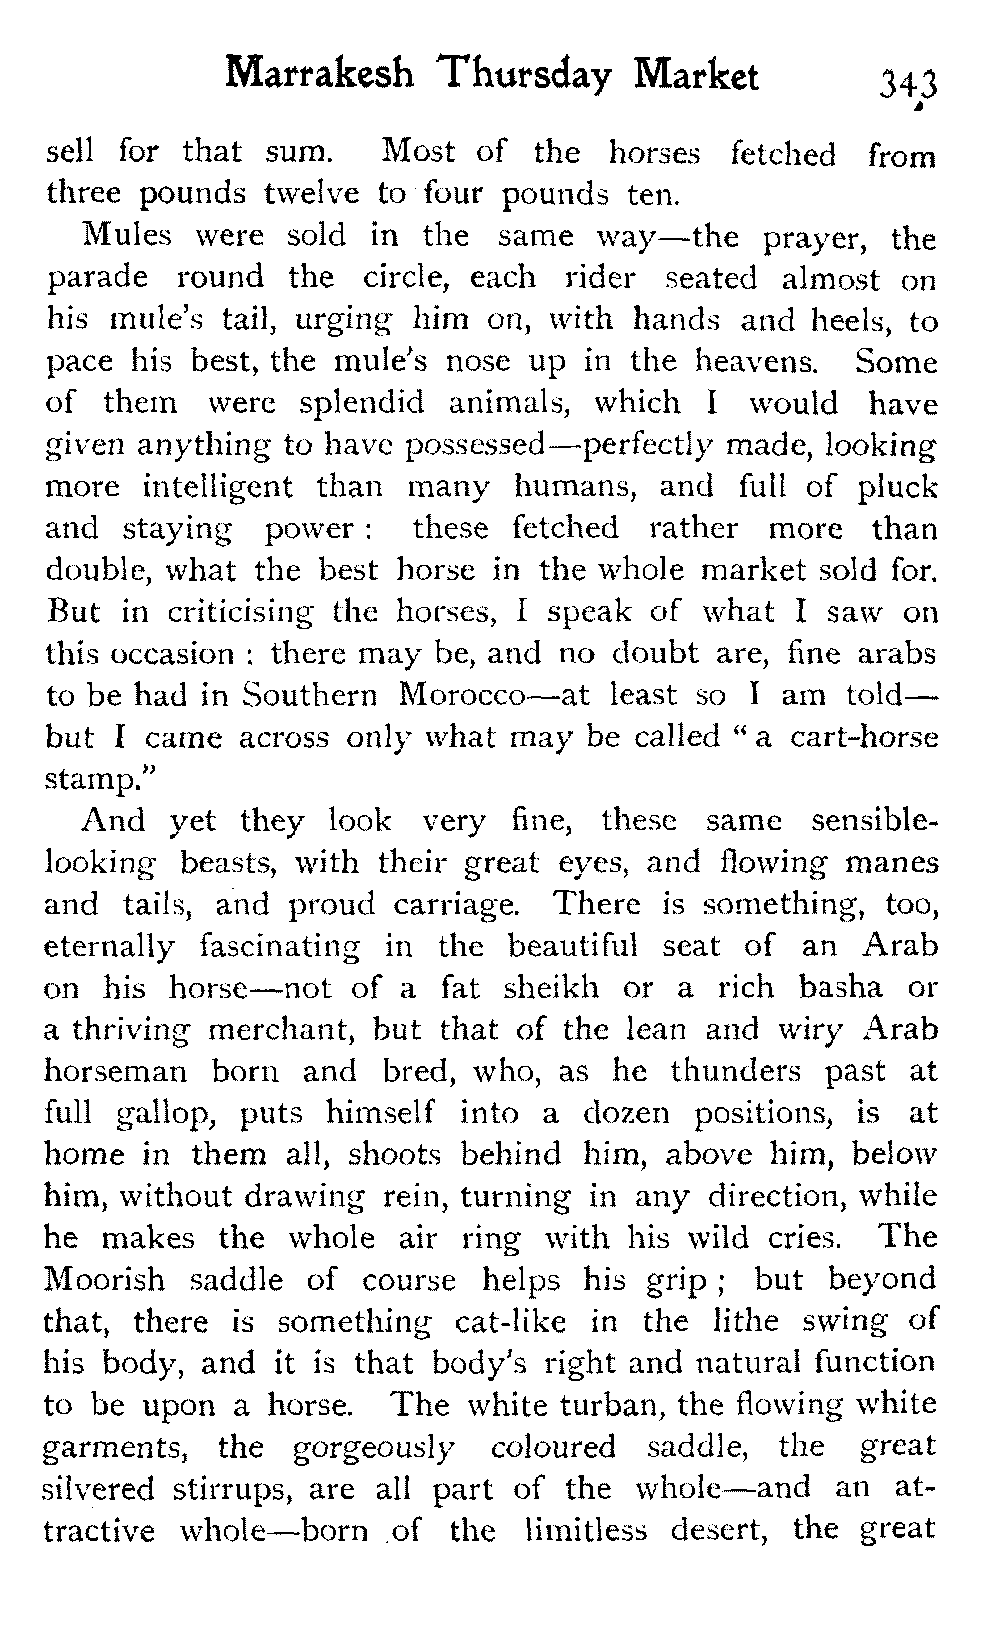 Marrakesh Thursday Market 343
sell for that sum. Most of the horses fetched from
three pounds twelve to four pounds ten.
Mules were sold in the same way—the prayer, the
parade round the circle, each rider seated almost on
his mule's tail, urging him on, with hands and heels, to
pace his best, the mule's nose up in the heavens. Some
of them were splendid animals, which I would have
given anything to have possessed—perfectly made, looking
more intelligent than many humans, and full of pluck
and staying power : these fetched rather more than
double, what the best horse in the whole market sold for.
But in criticising the horses, I speak of what I saw on
this occasion : there may be, and no doubt are, fine arabs
to be had in Southern Morocco—at least so I am told—
but I came across only what may be called “ a cart-horse
stamp.”
And yet they look very fine, these same sensible-
looking beasts, with their great eyes, and flowing manes
and tails, and proud carriage. There is something, too,
eternally fascinating in the beautiful seat of an Arab
on his horse—not of a fat sheikh or a rich basha or
a thriving merchant, but that of the lean and wiry Arab
horseman born and bred, who, as he thunders past at
full gallop, puts himself into a dozen positions, is at
home in them all, shoots behind him, above him, below
him, without drawing rein, turning in any direction, while
he makes the whole air ring with his wild cries. The
Moorish saddle of course helps his grip ; but beyond
that, there is something cat-like in the lithe swing of
his body, and it is that body's right and natural function
to be upon a horse. The white turban, the flowing white
garments, the gorgeously coloured saddle, the great
silvered stirrups, are all part of the whole—and an at-
tractive whole—born of the limitless desert, the great